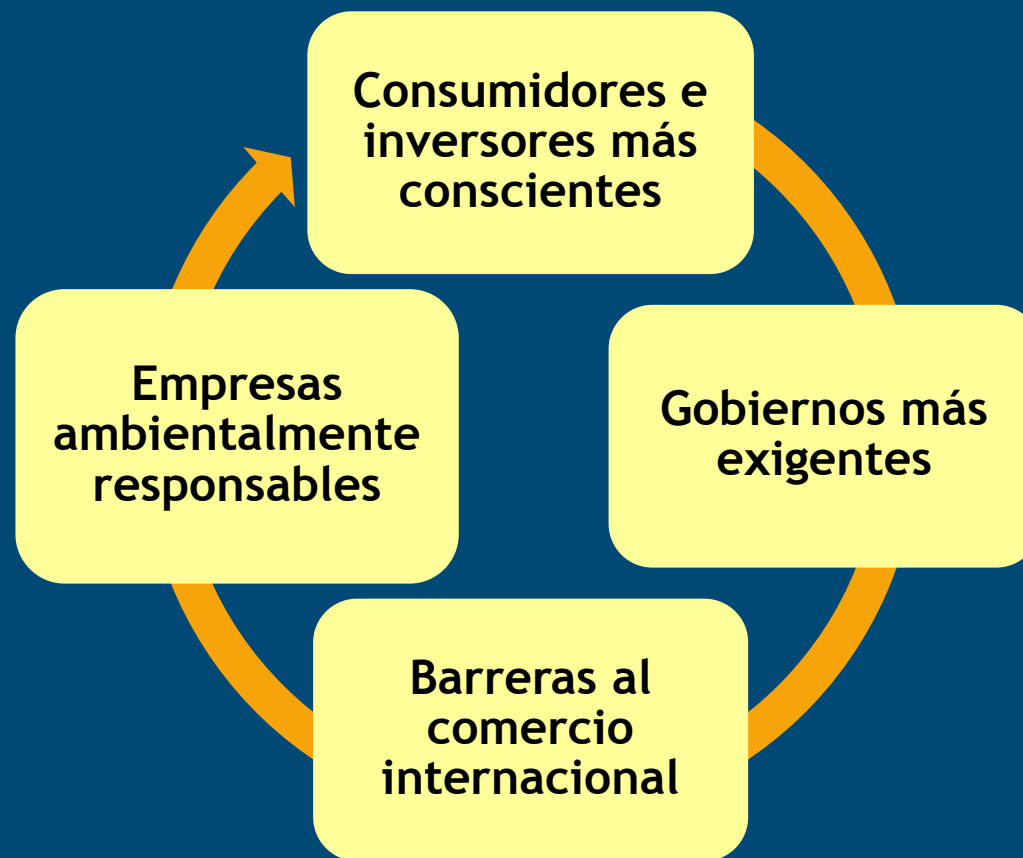 Consumidores e
inversores más
conscientes
Gobiernos más
exigentes
Barreras al
comercio
internacional
Empresas
ambientalmente
responsables